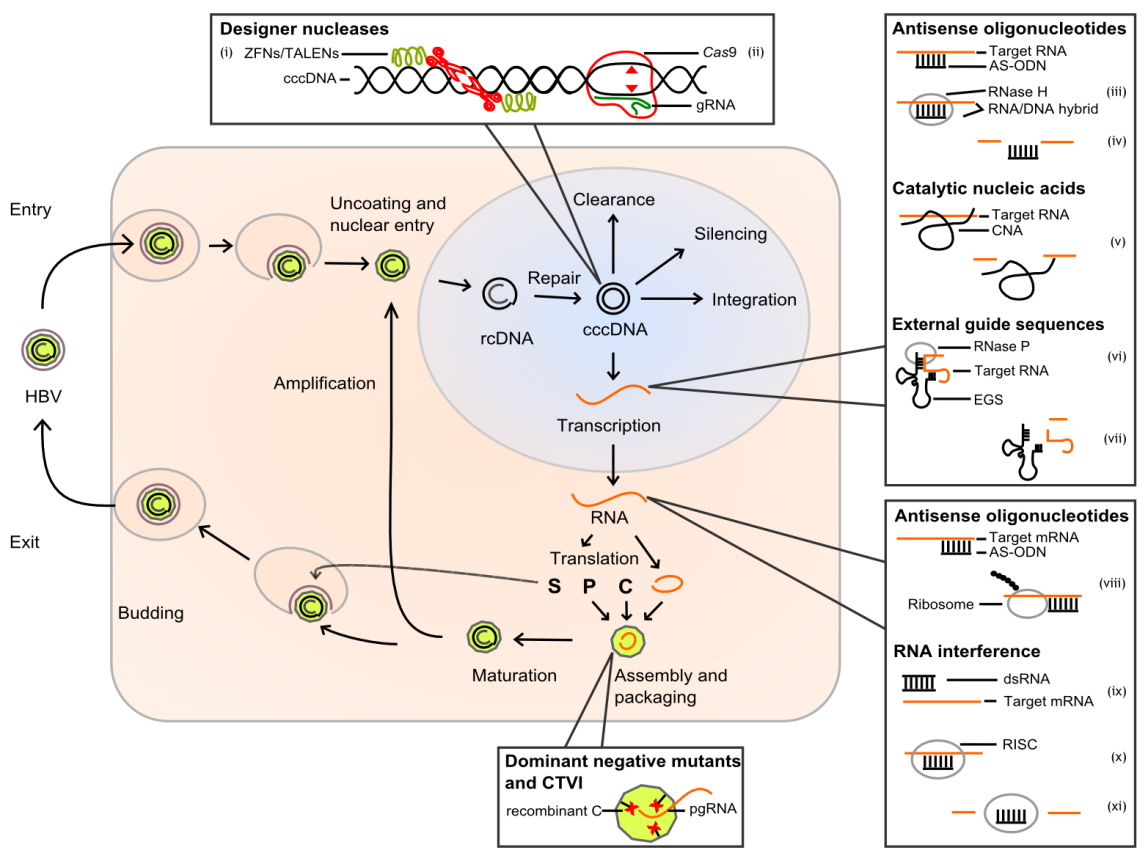 Designer nucleases
(i) ZFNs/TALENs
Cas9 (ii)
cccDNA
gRNA
Antisense oligonucleotides
Target RNA
AS-ODN
RNase H
(iii)
RNA/DNA hybrid
(iv)
Catalytic nucleic acids
Target RNA
CNA
(v)
External guide sequences
RNase P
(vi)
Target RNA
EGS
(vii)
Entry
Uncoating and
nuclear entry
Clearance
Silencing
Repair
Integration
rcDNA
cccDNA
HBV
Amplification
Transcription
RNA
Translation
S P C
Exit
Budding
Maturation
Assembly and
packaging
Antisense oligonucleotides
Target mRNA
AS-ODN
(viii)
Ribosome
RNA interference
dsRNA
(ix)
Target mRNA
RISC
(x)
(xi)
Dominant negative mutants
and CTVI
recombinant C
pgRNA